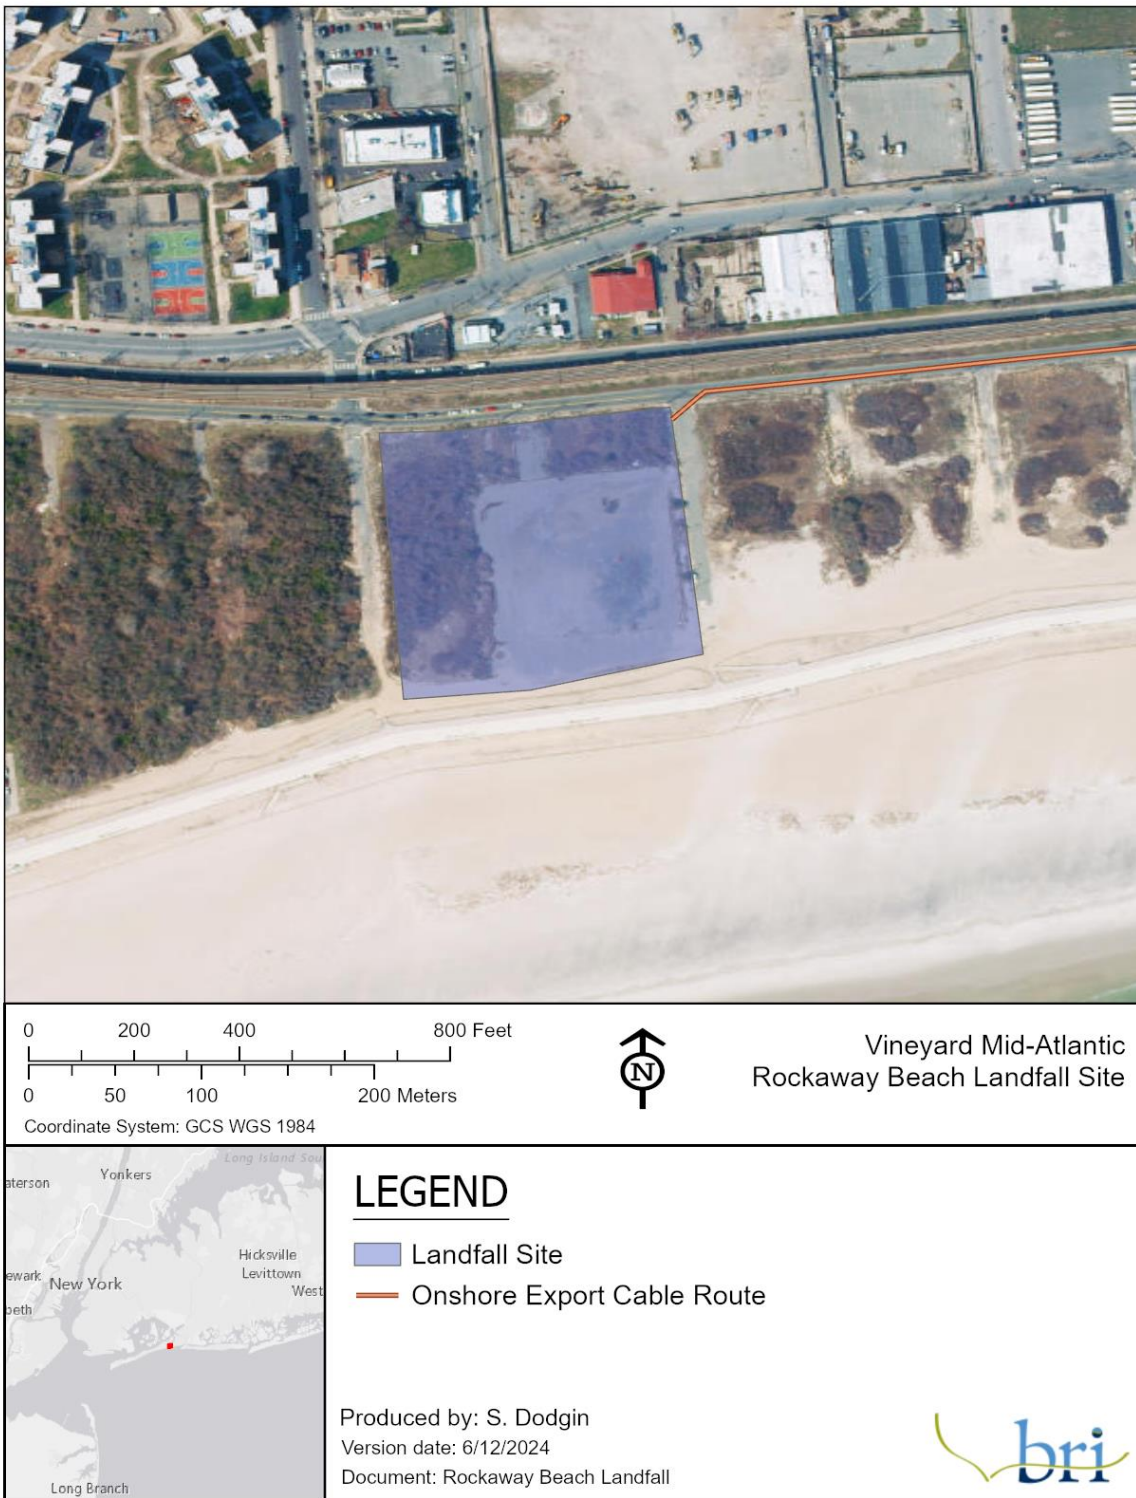 0 200 400 800 Feet
0 50 100 200 Meters
Coordinate System: GCS WGS 1984
N
Vineyard Mid-Atlantic
Rockaway Beach Landfall Site
Long Island Sou
Yonkers
aterson
Hicksville
Levittown
ewark
New York
West
beth
Long Branch
LEGEND
Landfall Site
Onshore Export Cable Route
Produced by: S. Dodgin
Version date: 6/12/2024
Document: Rockaway Beach Landfall
bri